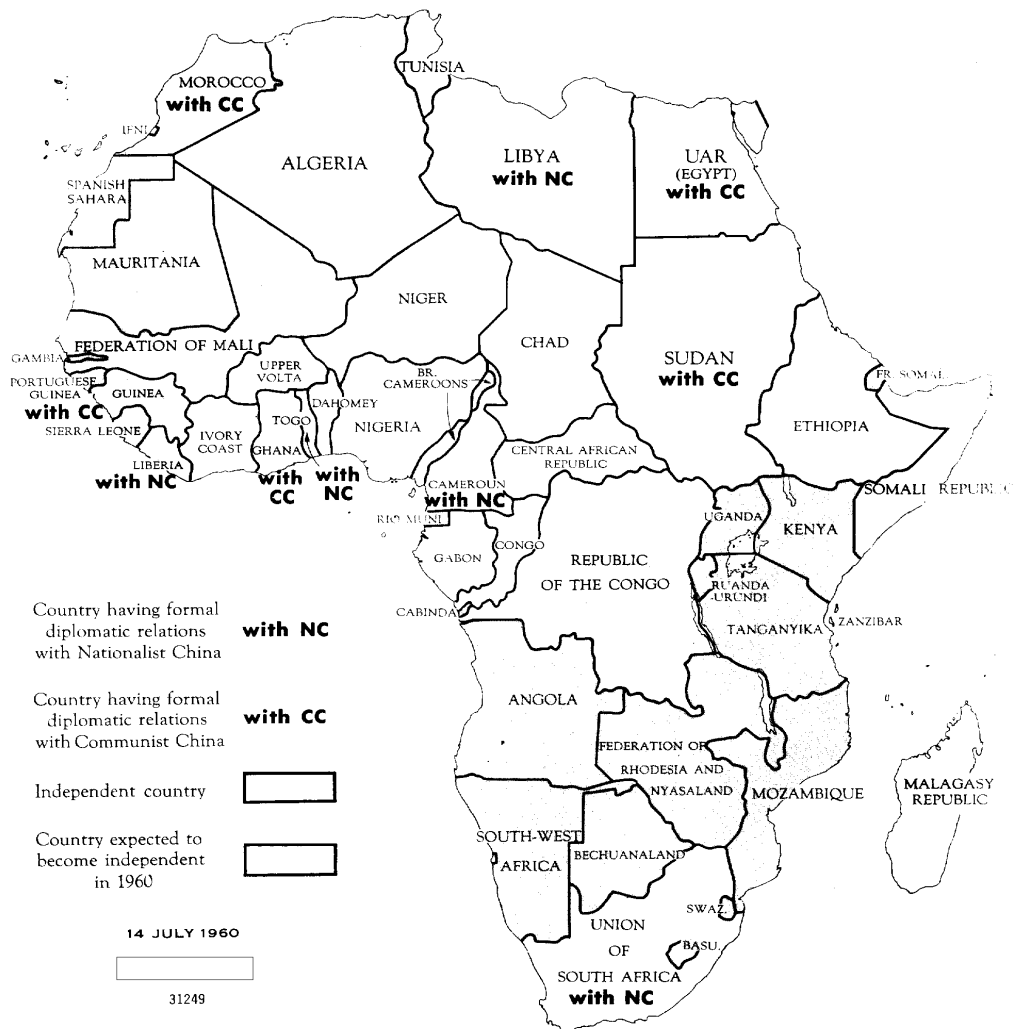 TUNISIA
MOROCCO
with CC
IFNI
ALGERIA
LIBYA
with NC
UAR
(EGYPT)
with CC
SPANISH
SAHARA
MAURITANIA
NIGER
CHAD
SUDAN
with CC
FEDERATION OF MALI
GAMBIA
PORTUGUESE
GUINEA
with CC
GUINEA
UPPER
VOLTA
BR.
CAMEROONS
DAHOMEY
FR. SOMAL.
SIERRA LEONE
IVORY
COAST
TOGO
GHANA
NIGERIA
ETHIOPIA
LIBERIA
with NC
with
CC
with
NC
CENTRAL AFRICAN
REPUBLIC
CAMEROUN
with NC
SOMALI REPUBLIC
RIO MUNI
UGANDA
KENYA
GABON
CONGO
REPUBLIC
OF THE CONGO
RUANDA
URUNDI
CABINDA
TANGANYIKA
ZANZIBAR
ANGOLA
FEDERATION OF
RHODESIA AND
NYASALAND
MOZAMBIQUE
MALAGASY
REPUBLIC
SOUTH-WEST
AFRICA
BECHUANALAND
SWAZ.
UNION
OF
SOUTH AFRICA
with NC
BASU.
Country having formal
diplomatic relations
with Nationalist China
with NC
Country having formal
diplomatic relations
with Communist China
with CC
Independent country
Country expected to
become independent
in 1960
14 JULY 1960
31249